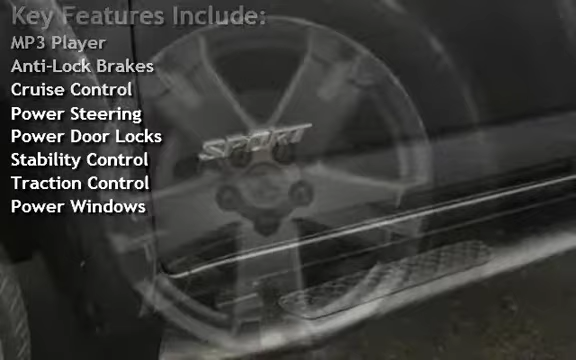 Key Features Include:
MP3 Player
Anti-Lock Brakes
Cruise Control
Power Steering
Power Door Locks
Stability Control
Traction Control
Power Windows
SPORT